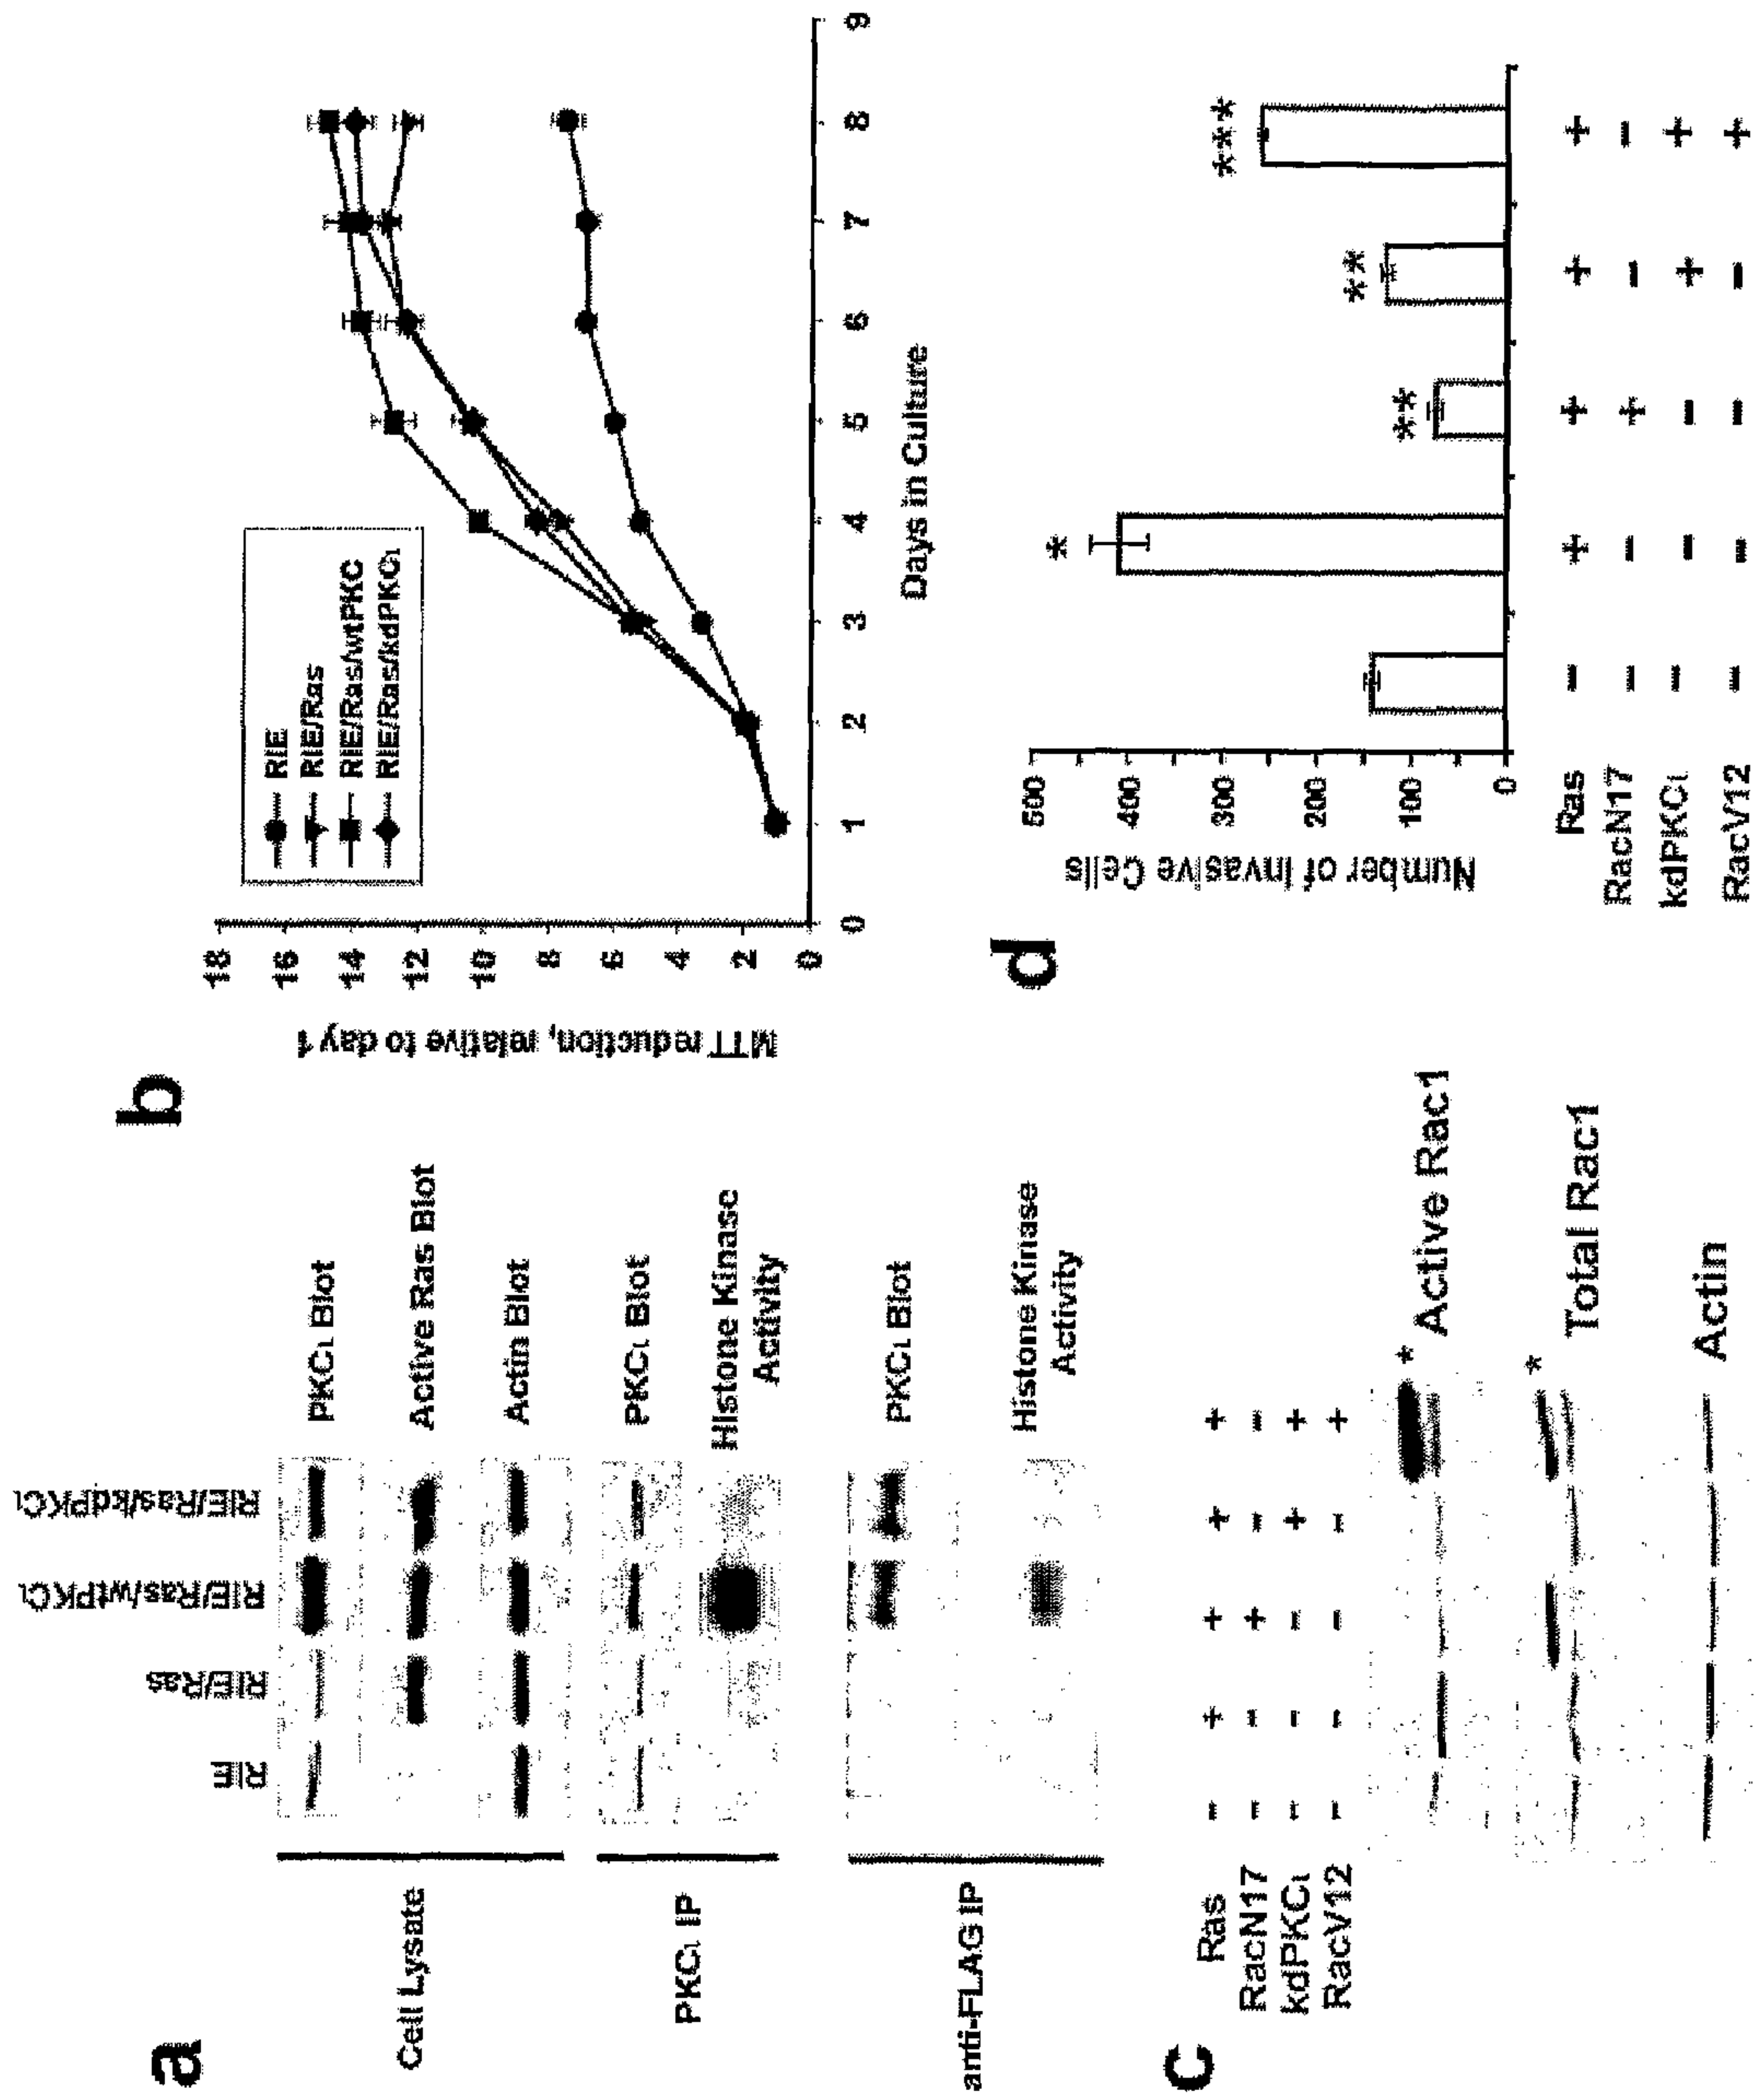 a
RIE
RIE/Ras
RIE/Ras/wtPKCι
RIE/Ras/kdPKCι
Cell Lysate
PKCι Blot
Active Ras Blot
Actin Blot
PKCι IP
PKCι Blot
Histone Kinase
Activity
anti-FLAG IP
PKCι Blot
Histone Kinase
Activity
b
MTT reduction, relative to day 1
18
16
14
12
10
8
6
4
2
0
RIE
RIE/Ras
RIE/Ras/wtPKC
RIE/Ras/kdPKCι
0 1 2 3 4 5 6 7 8 9
Days in Culture
c
Ras - + + + +
RacN17 - - + - -
kdPKCι - - - + +
RacV12 - - - - +
* Active Rac1
* Total Rac1
Actin
d
Number of Invasive Cells
500
400
300
200
100
0
* ** ** ***
Ras - + + + +
RacN17 - - + - -
kdPKCι - - - + +
RacV12 - - - - +